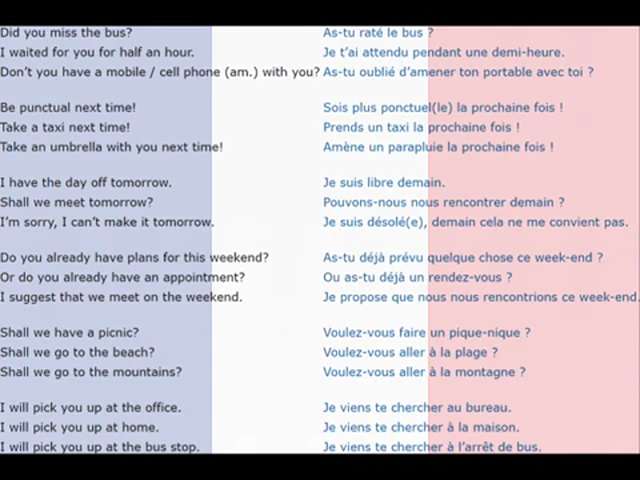 Did you miss the bus? As-tu raté le bus ?
I waited for you for half an hour. Je t’ai attendu pendant une demi-heure.
Don’t you have a mobile / cell phone (am.) with you? As-tu oublié d’amener ton portable avec toi ?
Be punctual next time! Sois plus ponctuel(le) la prochaine fois !
Take a taxi next time! Prends un taxi la prochaine fois !
Take an umbrella with you next time! Amène un parapluie la prochaine fois !
I have the day off tomorrow. Je suis libre demain.
Shall we meet tomorrow? Pouvons-nous nous rencontrer demain ?
I’m sorry, I can’t make it tomorrow. Je suis désolé(e), demain cela ne me convient pas.
Do you already have plans for this weekend? As-tu déjà prévu quelque chose ce week-end ?
Or do you already have an appointment? Ou as-tu déjà un rendez-vous ?
I suggest that we meet on the weekend. Je propose que nous nous rencontrions ce week-end.
Shall we have a picnic? Voulez-vous faire un pique-nique ?
Shall we go to the beach? Voulez-vous aller à la plage ?
Shall we go to the mountains? Voulez-vous aller à la montagne ?
I will pick you up at the office. Je viens te chercher au bureau.
I will pick you up at home. Je viens te chercher à la maison.
I will pick you up at the bus stop. Je viens te chercher à l’arrêt de bus.